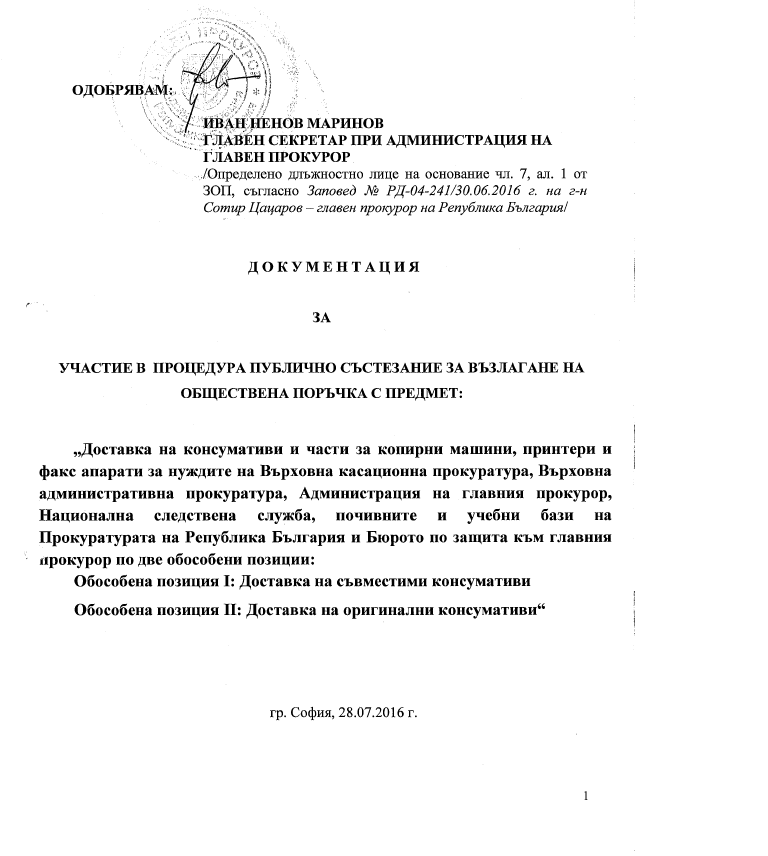 ОДОБРЯВАМ:
ИВАН НЕНОВ МАРИНОВ
ГЛАВЕН СЕКРЕТАР ПРИ АДМИНИСТРАЦИЯ НА
ГЛАВЕН ПРОКУРОР
/Определено длъжностно лице на основание чл. 7, ал. 1 от
ЗОП, съгласно Заповед № РД-04-241/30.06.2016 г. на г-н
Сотир Цацаров – главен прокурор на Република България/
Д О К У М Е Н Т А Ц И Я
ЗА
УЧАСТИЕ В ПРОЦЕДУРА ПУБЛИЧНО СЪСТЕЗАНИЕ ЗА ВЪЗЛАГАНЕ НА
ОБЩЕСТВЕНА ПОРЪЧКА С ПРЕДМЕТ:
„Доставка на консумативи и части за копирни машини, принтери и
факс апарати за нуждите на Върховна касационна прокуратура, Върховна
административна прокуратура, Администрация на главния прокурор,
Национална следствена служба, почивните и учебни бази на
Прокуратурата на Република България и Бюрото по защита към главния
прокурор по две обособени позиции:
Обособена позиция I: Доставка на съвместими консумативи
Обособена позиция II: Доставка на оригинални консумативи“
гр. София, 28.07.2016 г.
1